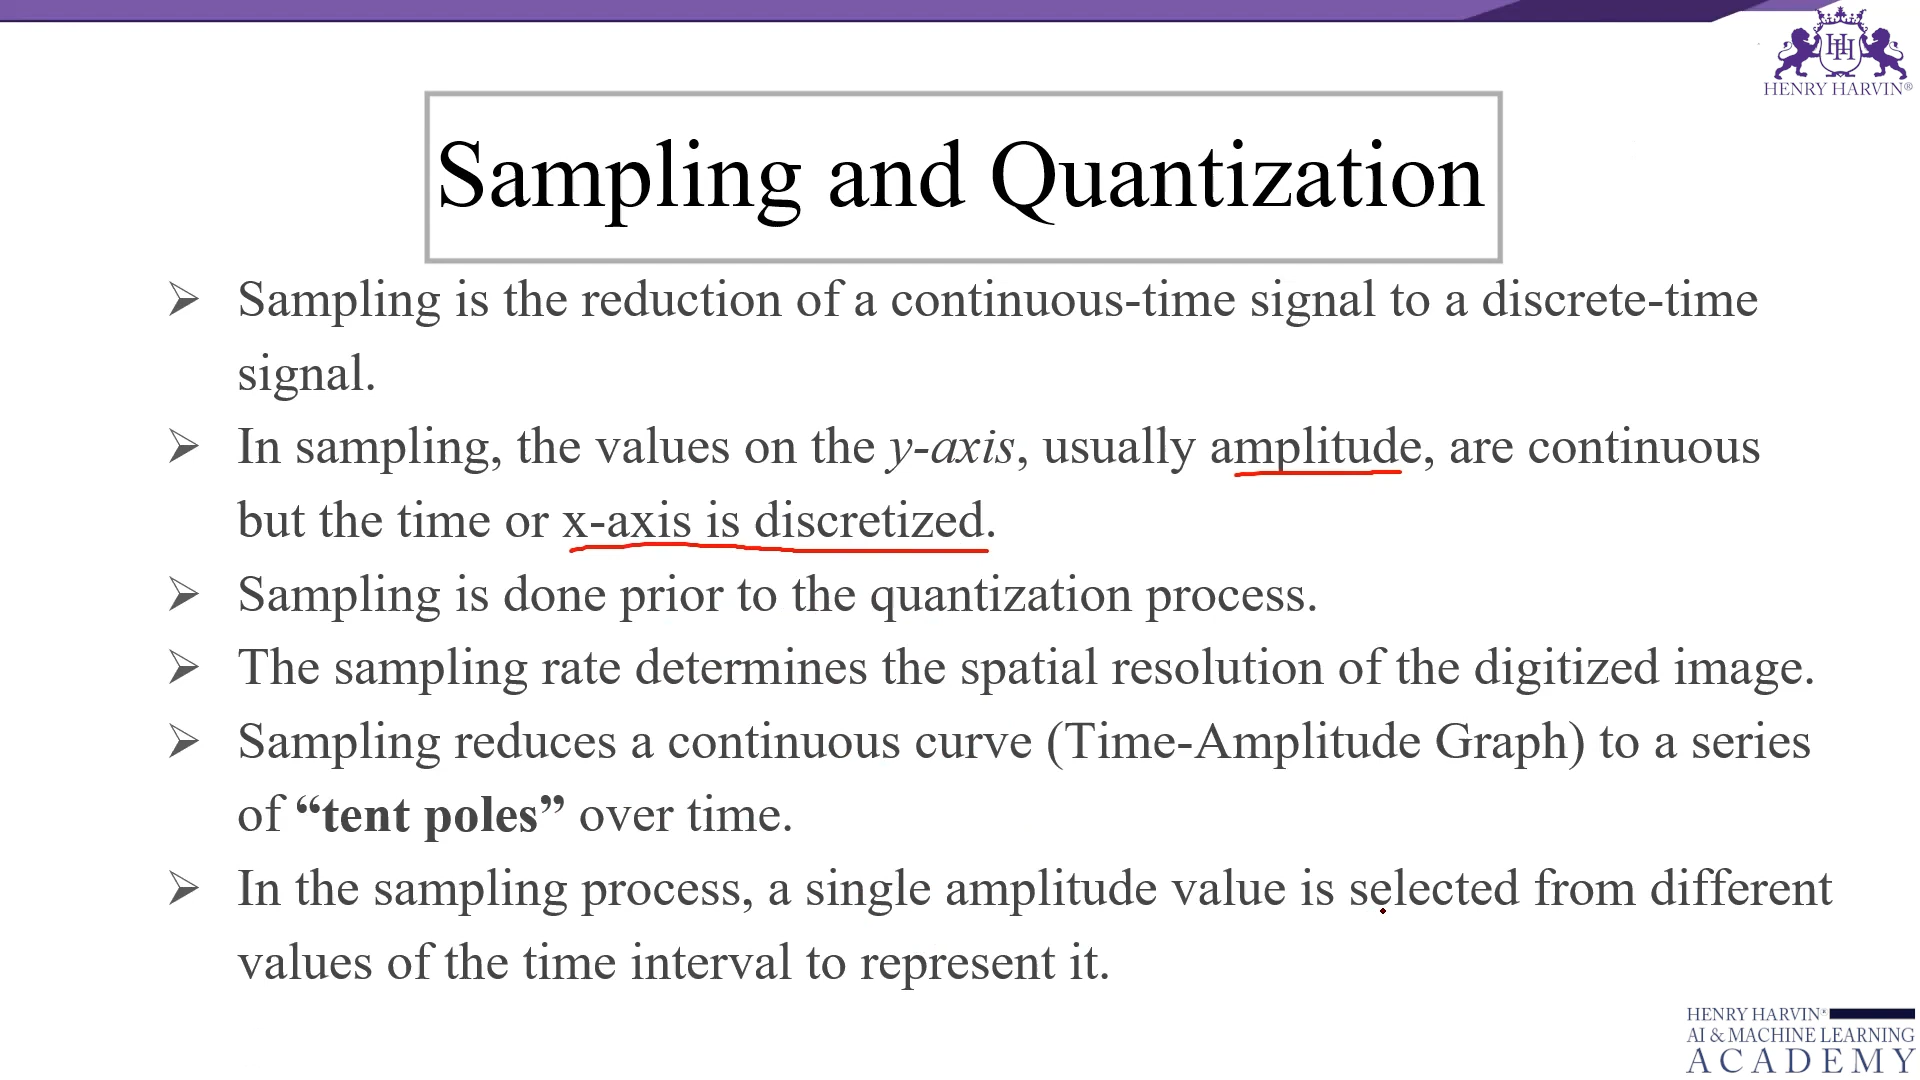 HENRY HARVIN®
Sampling and Quantization
➢ Sampling is the reduction of a continuous-time signal to a discrete-time
signal.
➢ In sampling, the values on the y-axis, usually amplitude, are continuous
but the time or x-axis is discretized.
➢ Sampling is done prior to the quantization process.
➢ The sampling rate determines the spatial resolution of the digitized image.
➢ Sampling reduces a continuous curve (Time-Amplitude Graph) to a series
of “tent poles” over time.
➢ In the sampling process, a single amplitude value is selected from different
values of the time interval to represent it.
HENRY HARVIN®
AI & MACHINE LEARNING
ACADEMY